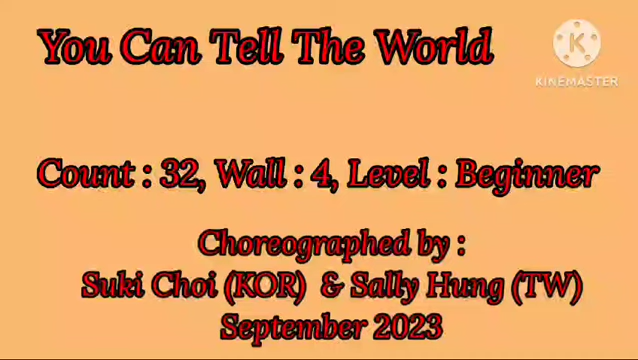 You Can Tell The World
KINEMASTER
Count : 32, Wall : 4, Level : Beginner
Choreographed by :
Suki Choi (KOR) & Sally Hung (TW)
September 2023